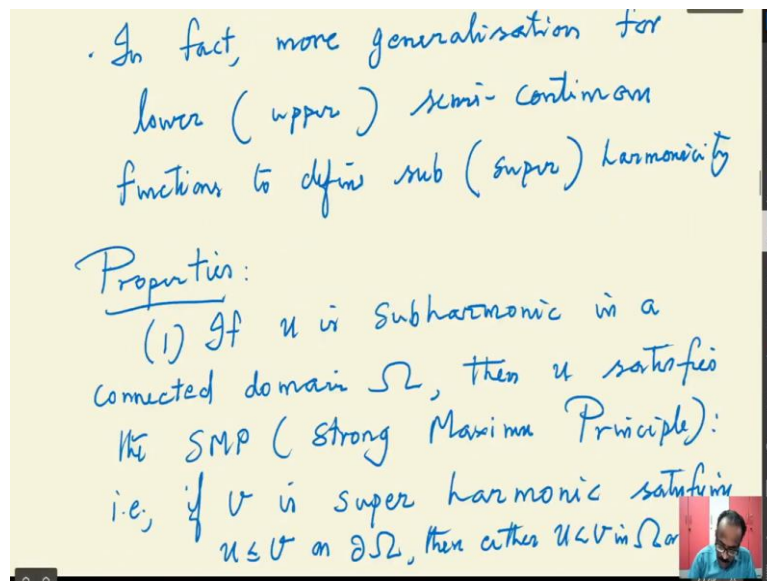 . In fact, more generalisation for
lower (upper) semi-continuous
functions to define sub (super) harmonicity
Properties:
(1) If u is subharmonic in a
connected domain Ω, then u satisfies
the SMP (Strong Maximum Principle):
i.e., if v is super harmonic satisfying
u ≤ v on ∂Ω, then either u < v in Ω or